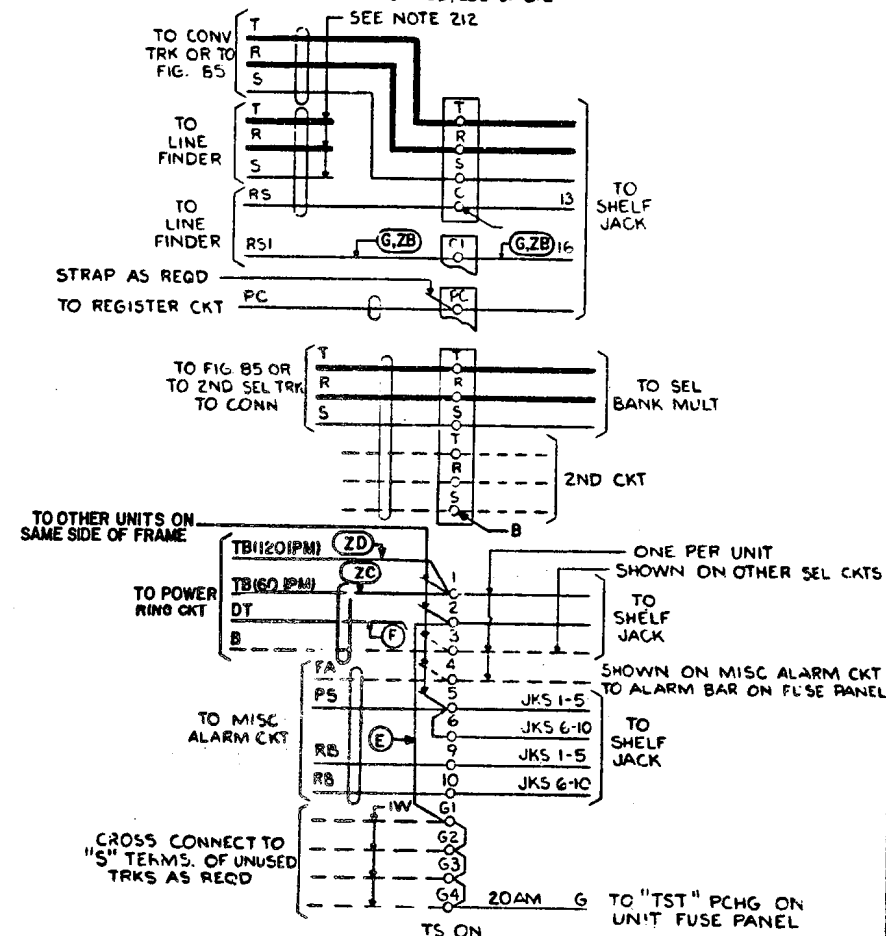 SEE NOTE 212
TO CONV
TRK OR TO
FIG. 85
T
R
S
TO
LINE
FINDER
T
R
S
T
R
S
C
TO
LINE
FINDER
RS
13
TO
SHELF
JACK
RS1
G,ZB
C1
G,ZB
16
STRAP AS REQD
TO REGISTER CKT
PC
PC
TO FIG. 85 OR
TO 2ND SEL TRK
TO CONN
T
R
S
T
R
S
TO SEL
BANK MULT
T
R
S
2ND CKT
B
TO OTHER UNITS ON
SAME SIDE OF FRAME
TO POWER
RING CKT
TB(120IPM)
ZD
TB(60 IPM)
ZC
DT
F
B
1
2
3
4
5
6
9
10
G1
G2
G3
G4
ONE PER UNIT
SHOWN ON OTHER SEL CKTS
TO
SHELF
JACK
FA
SHOWN ON MISC ALARM CKT
TO ALARM BAR ON FUSE PANEL
TO MISC
ALARM CKT
PS
E
RB
RB
JKS 1-5
JKS 6-10
JKS 1-5
JKS 6-10
TO
SHELF
JACK
1W
CROSS CONNECT TO
"S" TERMS. OF UNUSED
TRKS AS REQD
20AM
G
TO "TST" PCHG ON
UNIT FUSE PANEL
TS ON